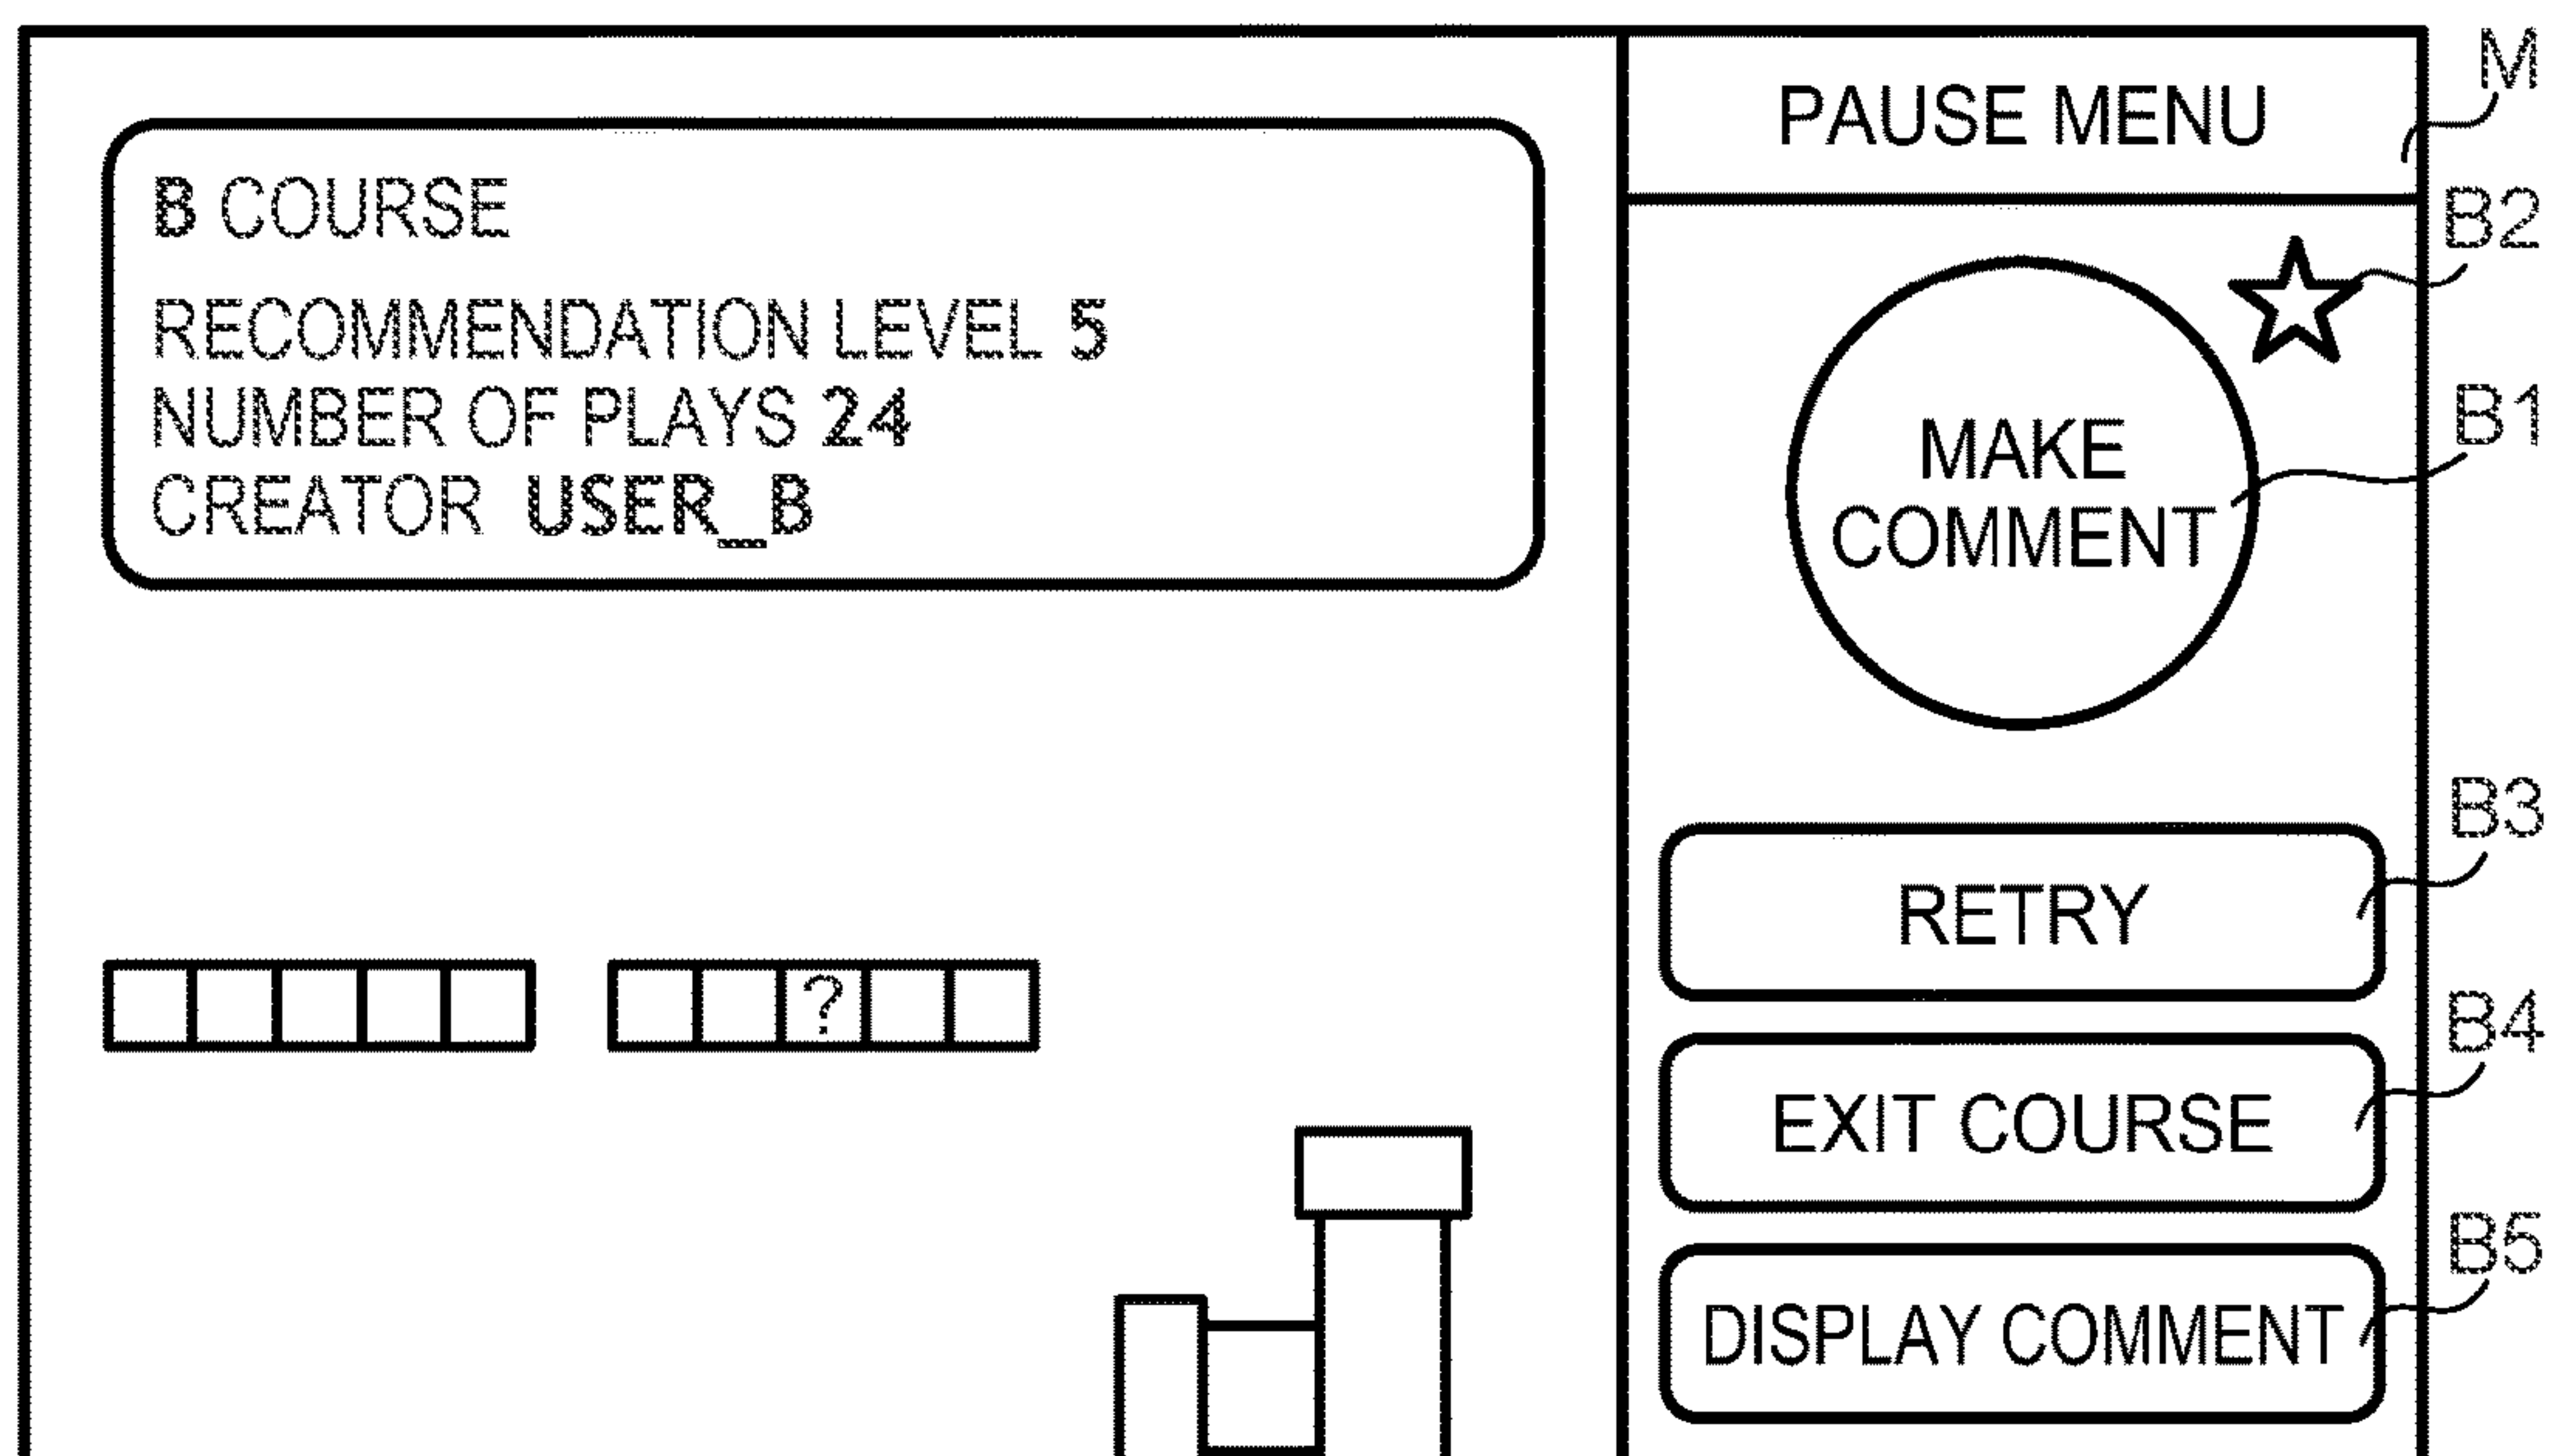 B COURSE
RECOMMENDATION LEVEL 5
NUMBER OF PLAYS 24
CREATOR USER_B
?
PAUSE MENU
M
B2
MAKE
COMMENT
B1
RETRY
B3
EXIT COURSE
B4
DISPLAY COMMENT
B5